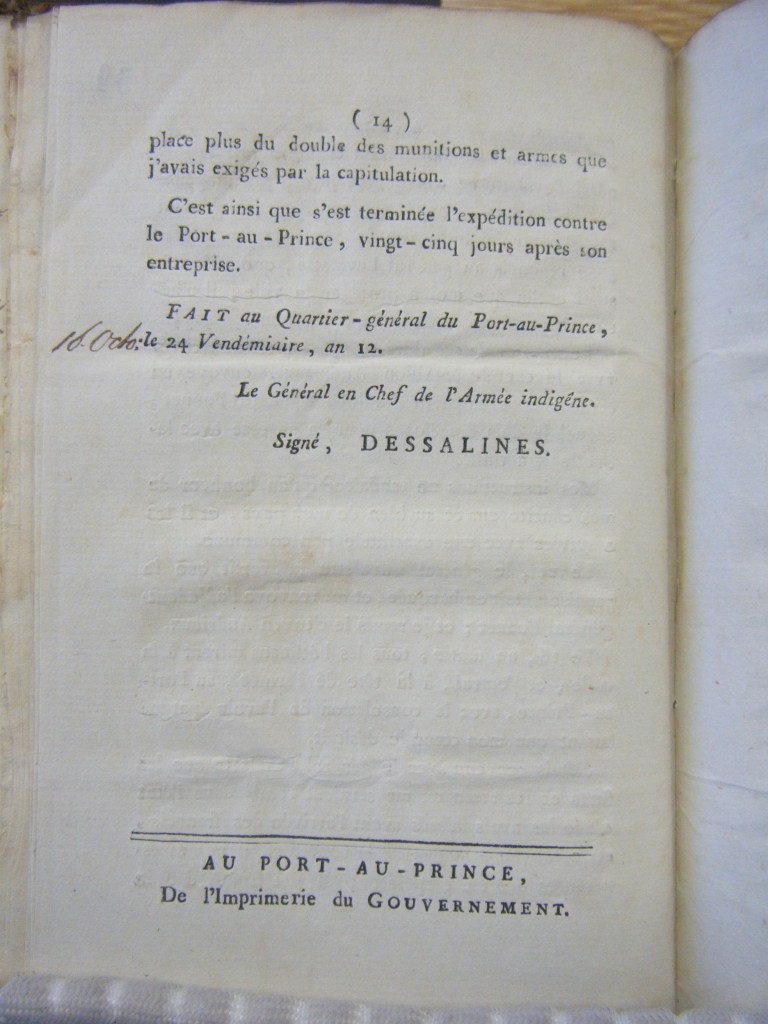 ( 14 )
place plus du double des munitions et armes que
j'avais exigés par la capitulation.
C'est ainsi que s'est terminée l'expédition contre
le Port-au-Prince, vingt-cinq jours après son
entreprise.
FAIT au Quartier-général du Port-au-Prince,
16. Octo: le 24 Vendémiaire, an 12.
Le Général en Chef de l'Armée indigéne.
Signé, DESSALINES.
AU PORT-AU-PRINCE,
De l'Imprimerie du GOUVERNEMENT.